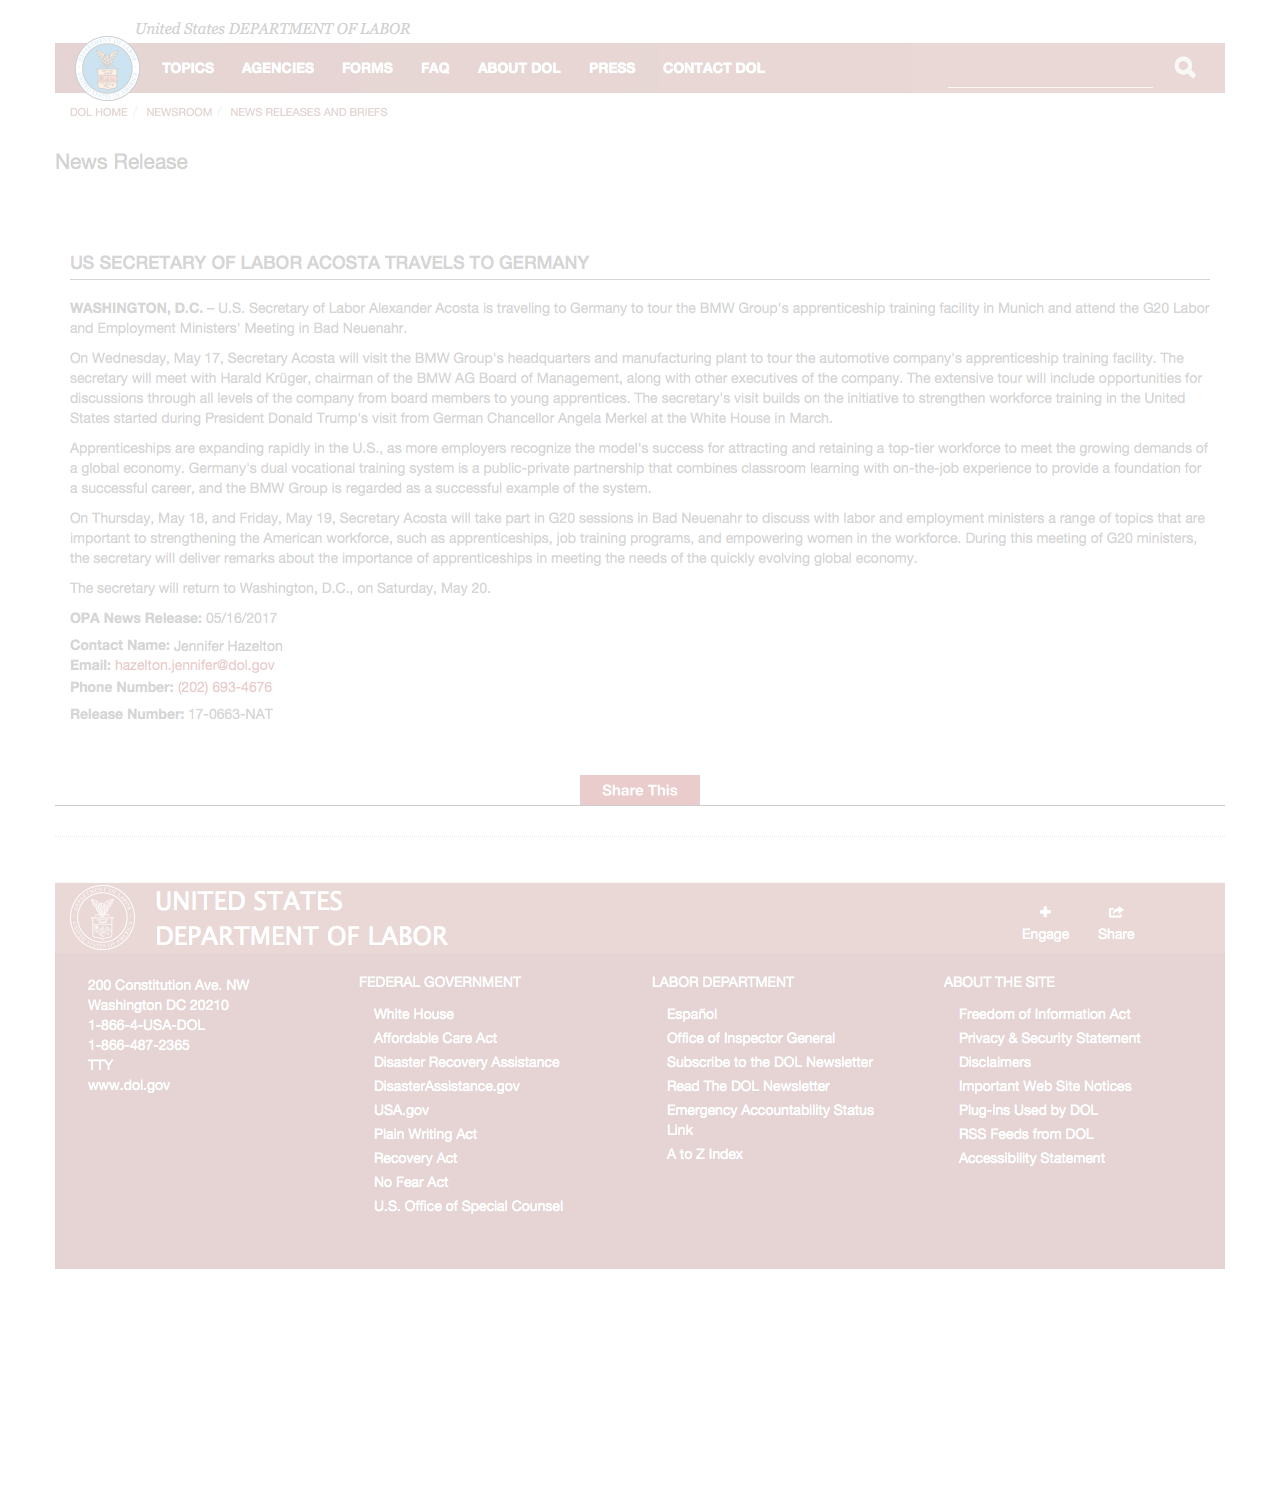 United States DEPARTMENT OF LABOR
TOPICS AGENCIES FORMS FAQ ABOUT DOL PRESS CONTACT DOL
DOL HOME / NEWSROOM / NEWS RELEASES AND BRIEFS
News Release
US SECRETARY OF LABOR ACOSTA TRAVELS TO GERMANY
WASHINGTON, D.C. – U.S. Secretary of Labor Alexander Acosta is traveling to Germany to tour the BMW Group's apprenticeship training facility in Munich and attend the G20 Labor
and Employment Ministers' Meeting in Bad Neuenahr.
On Wednesday, May 17, Secretary Acosta will visit the BMW Group's headquarters and manufacturing plant to tour the automotive company's apprenticeship training facility. The
secretary will meet with Harald Krüger, chairman of the BMW AG Board of Management, along with other executives of the company. The extensive tour will include opportunities for
discussions through all levels of the company from board members to young apprentices. The secretary's visit builds on the initiative to strengthen workforce training in the United
States started during President Donald Trump's visit from German Chancellor Angela Merkel at the White House in March.
Apprenticeships are expanding rapidly in the U.S., as more employers recognize the model's success for attracting and retaining a top-tier workforce to meet the growing demands of
a global economy. Germany's dual vocational training system is a public-private partnership that combines classroom learning with on-the-job experience to provide a foundation for
a successful career, and the BMW Group is regarded as a successful example of the system.
On Thursday, May 18, and Friday, May 19, Secretary Acosta will take part in G20 sessions in Bad Neuenahr to discuss with labor and employment ministers a range of topics that are
important to strengthening the American workforce, such as apprenticeships, job training programs, and empowering women in the workforce. During this meeting of G20 ministers,
the secretary will deliver remarks about the importance of apprenticeships in meeting the needs of the quickly evolving global economy.
The secretary will return to Washington, D.C., on Saturday, May 20.
OPA News Release: 05/16/2017
Contact Name: Jennifer Hazelton
Email: hazelton.jennifer@dol.gov
Phone Number: (202) 693-4676
Release Number: 17-0663-NAT
Share This
UNITED STATES
DEPARTMENT OF LABOR
Engage Share
200 Constitution Ave. NW
Washington DC 20210
1-866-4-USA-DOL
1-866-487-2365
TTY
www.dol.gov
FEDERAL GOVERNMENT
White House
Affordable Care Act
Disaster Recovery Assistance
DisasterAssistance.gov
USA.gov
Plain Writing Act
Recovery Act
No Fear Act
U.S. Office of Special Counsel
LABOR DEPARTMENT
Español
Office of Inspector General
Subscribe to the DOL Newsletter
Read The DOL Newsletter
Emergency Accountability Status
Link
A to Z Index
ABOUT THE SITE
Freedom of Information Act
Privacy & Security Statement
Disclaimers
Important Web Site Notices
Plug-ins Used by DOL
RSS Feeds from DOL
Accessibility Statement